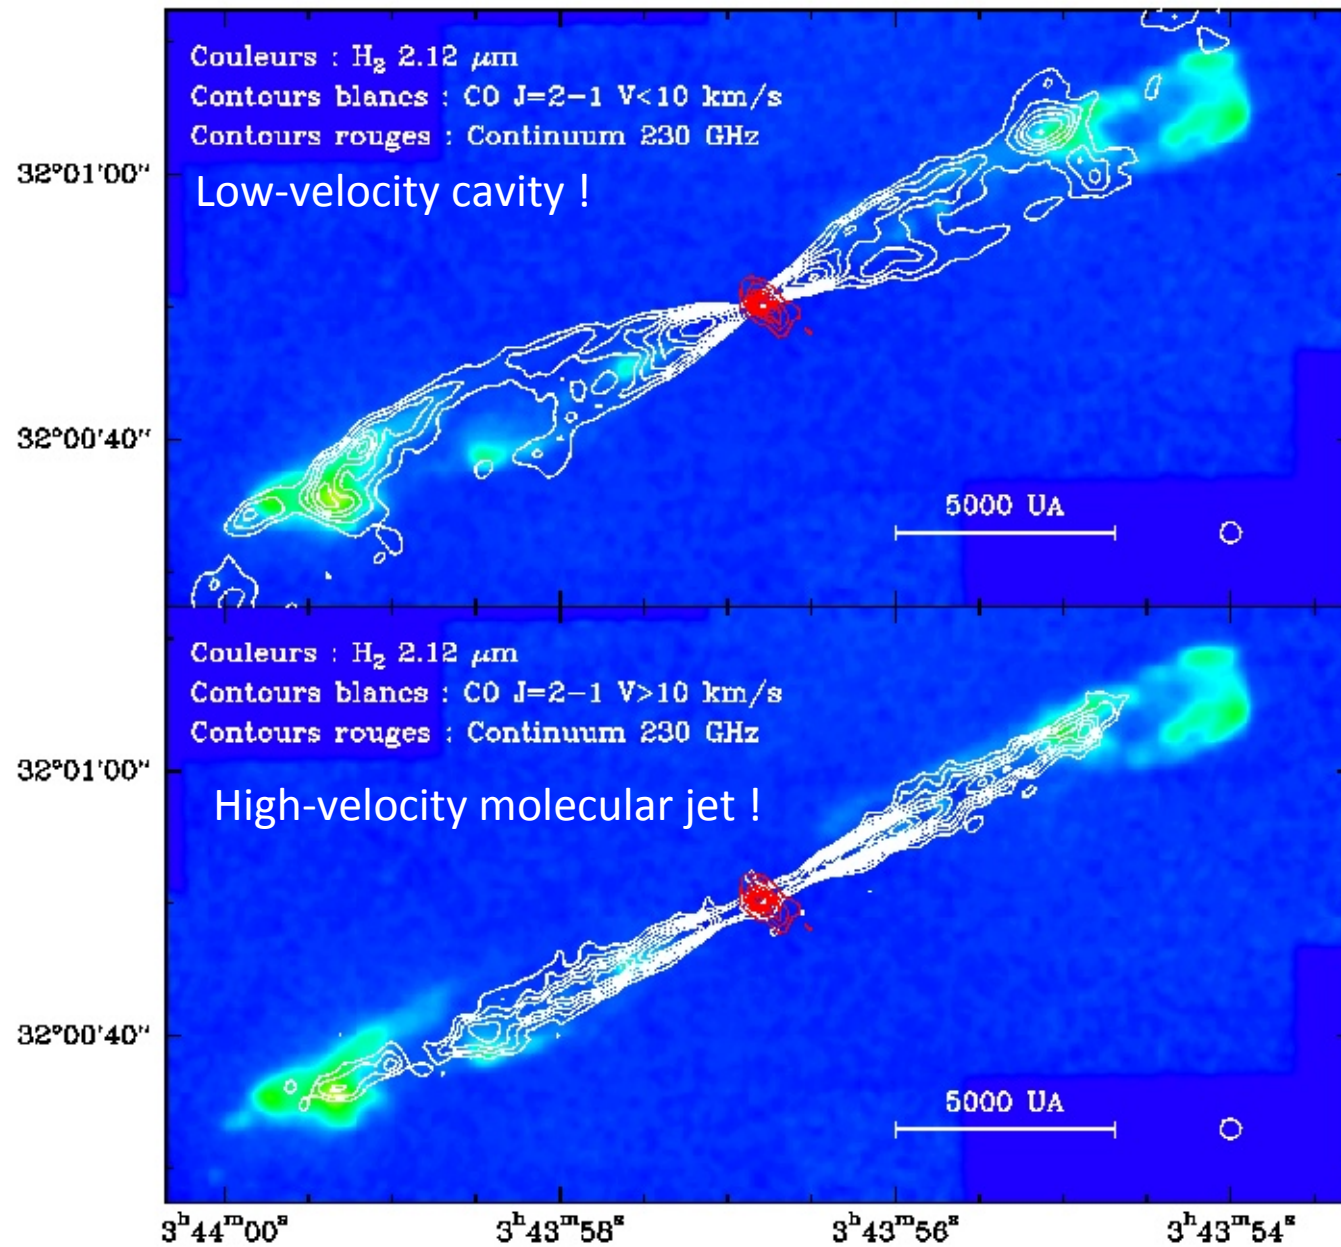 Couleurs : H₂ 2.12 μm
Contours blancs : CO J=2−1 V<10 km/s
Contours rouges : Continuum 230 GHz
32°01'00"
Low-velocity cavity !
32°00'40"
5000 UA
Couleurs : H₂ 2.12 μm
Contours blancs : CO J=2−1 V>10 km/s
Contours rouges : Continuum 230 GHz
32°01'00"
High-velocity molecular jet !
32°00'40"
5000 UA
3ʰ44ᵐ00ˢ 3ʰ43ᵐ58ˢ 3ʰ43ᵐ56ˢ 3ʰ43ᵐ54ˢ